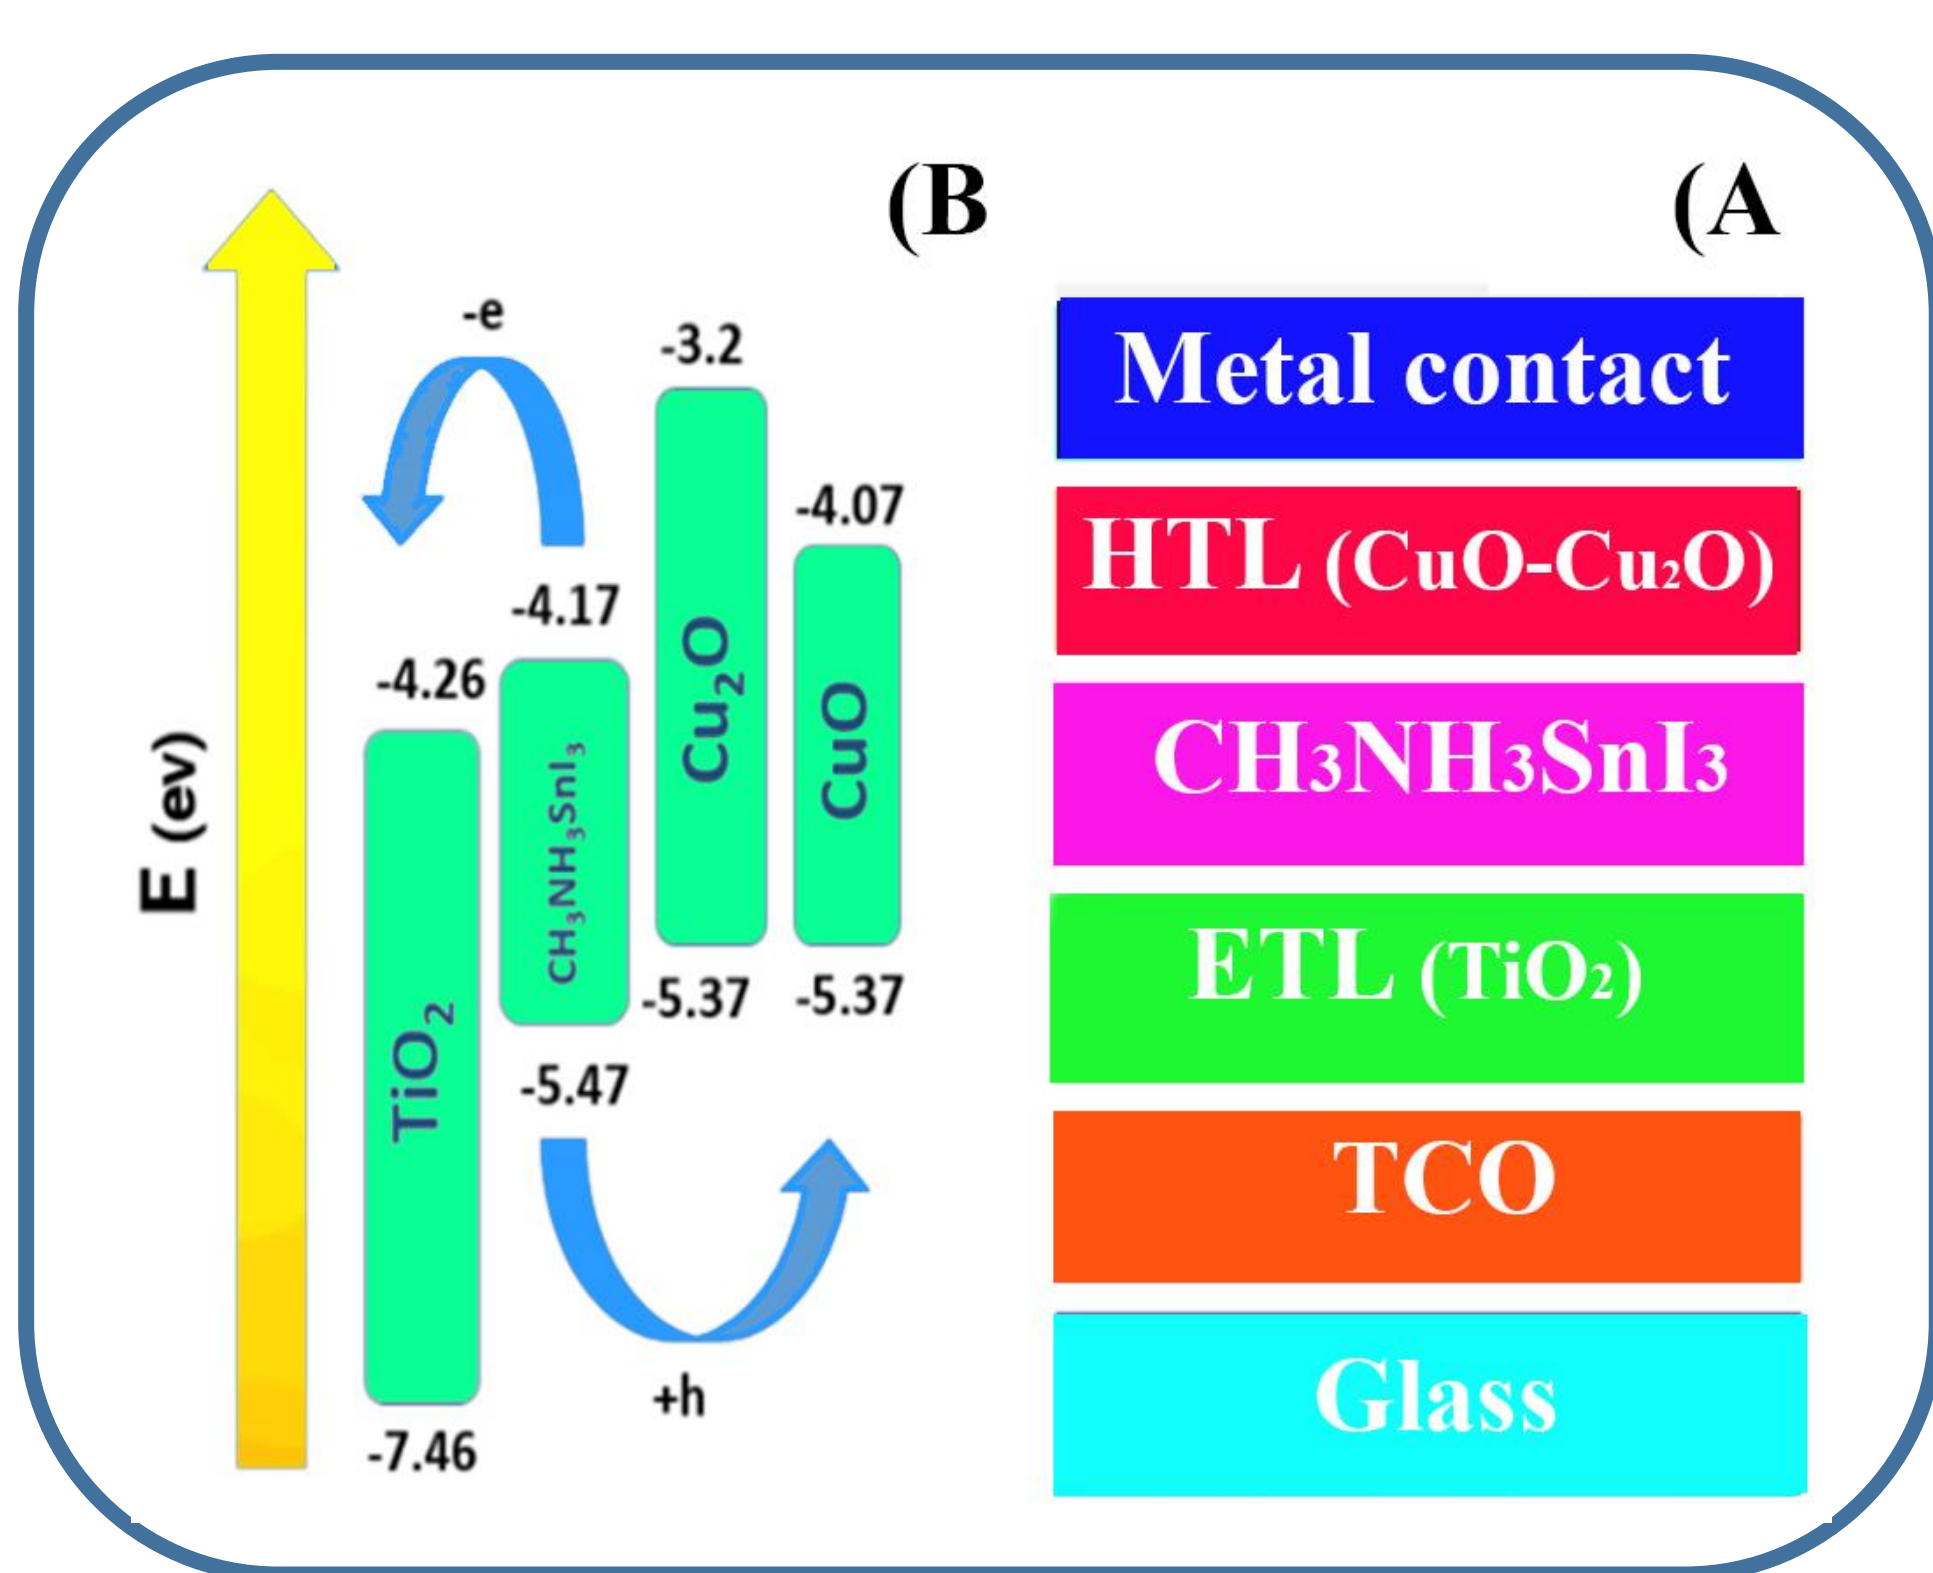 (B
(A
-e
-3.2
-4.07
-4.17
-4.26
E (ev)
TiO₂
CH₃NH₃SnI₃
Cu₂O
CuO
-5.37
-5.37
-5.47
+h
-7.46
Metal contact
HTL (CuO-Cu₂O)
CH₃NH₃SnI₃
ETL (TiO₂)
TCO
Glass